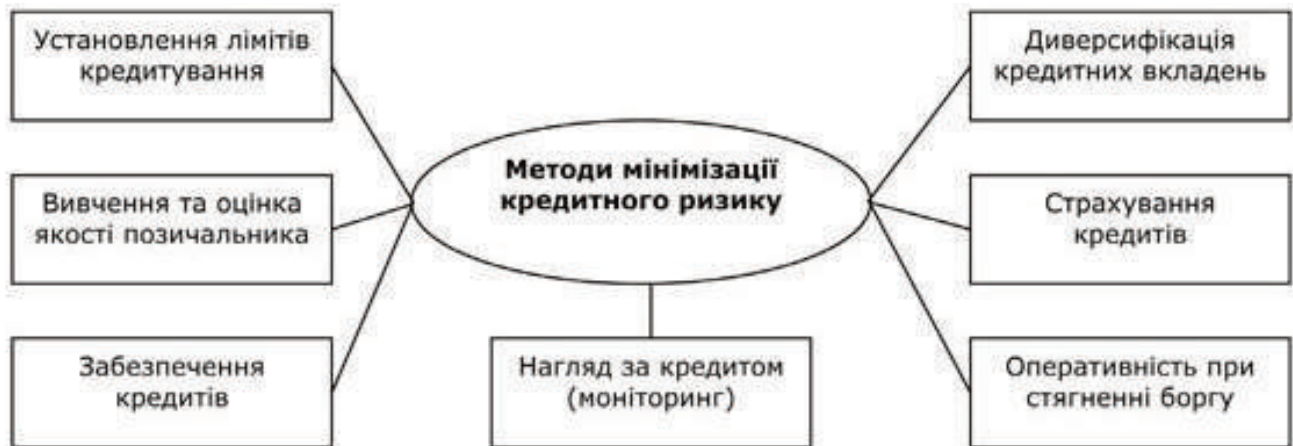 Установлення лімітів
кредитування
Диверсифікація
кредитних вкладень
Методи мінімізації
кредитного ризику
Вивчення та оцінка
якості позичальника
Страхування
кредитів
Забезпечення
кредитів
Нагляд за кредитом
(моніторинг)
Оперативність при
стягненні боргу